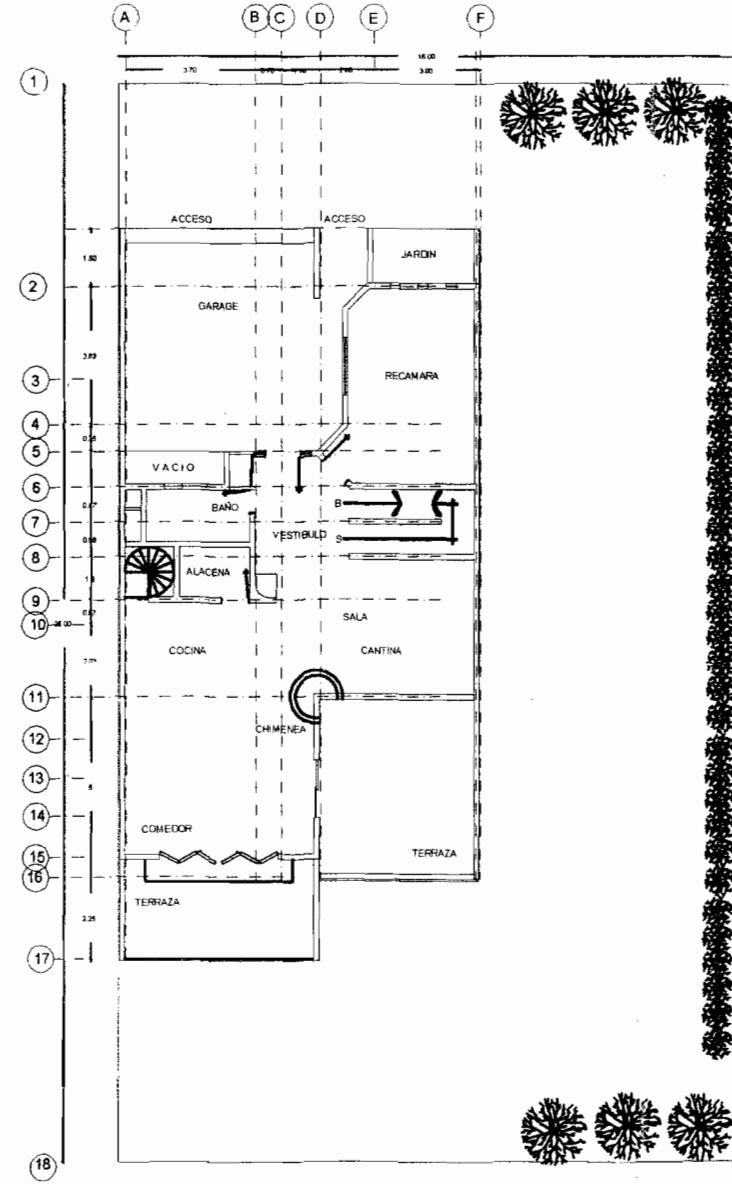 A B C D E F
16.00
3.70
3.00
1
ACCESO ACCESO
JARDIN
1.50
2
GARAGE
3
RECAMARA
4
5
VACIO
6
BAÑO
B
7
VESTIBULO
S
8
ALACENA
9
SALA
10
COCINA
CANTINA
11
CHIMENEA
12
13
14
COMEDOR
15
TERRAZA
16
TERRAZA
2.25
17
18